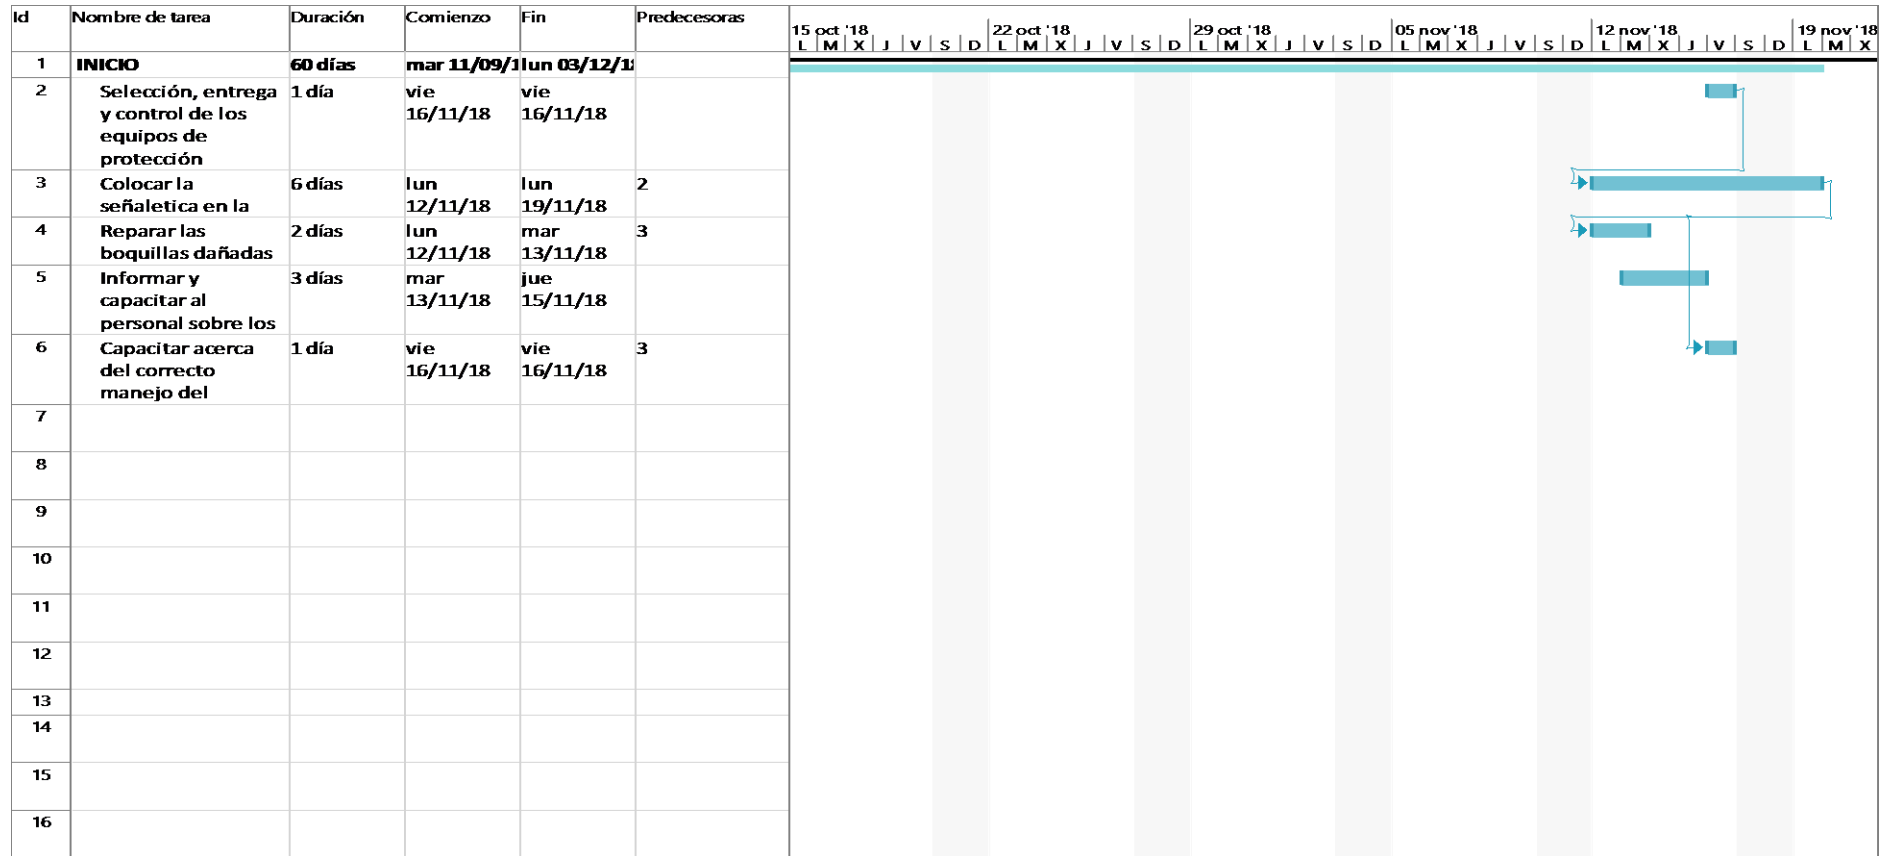 Id Nombre de tarea Duración Comienzo Fin Predecesoras
15 oct '18 22 oct '18 29 oct '18 05 nov '18 12 nov '18 19 nov '18
L M X J V S D L M X J V S D L M X J V S D L M X J V S D L M X J V S D L M X
1 INICIO 60 días mar 11/09/1 lun 03/12/1
2 Selección, entrega 1 día vie vie
y control de los 16/11/18 16/11/18
equipos de
protección
3 Colocar la 6 días lun lun 2
señaletica en la 12/11/18 19/11/18
4 Reparar las 2 días lun mar 3
boquillas dañadas 12/11/18 13/11/18
5 Informar y 3 días mar jue
capacitar al 13/11/18 15/11/18
personal sobre los
6 Capacitar acerca 1 día vie vie 3
del correcto 16/11/18 16/11/18
manejo del
7
8
9
10
11
12
13
14
15
16